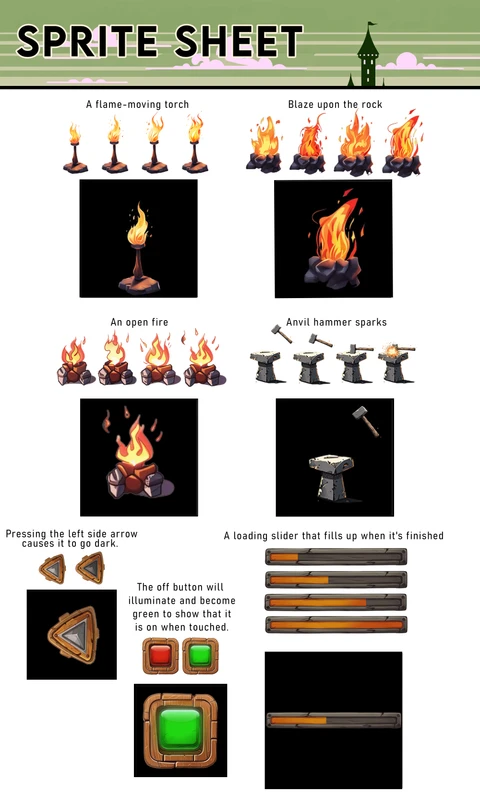 SPRITE SHEET
A flame-moving torch
Blaze upon the rock
An open fire
Anvil hammer sparks
Pressing the left side arrow
causes it to go dark.
A loading slider that fills up when it's finished
The off button will
illuminate and become
green to show that it
is on when touched.